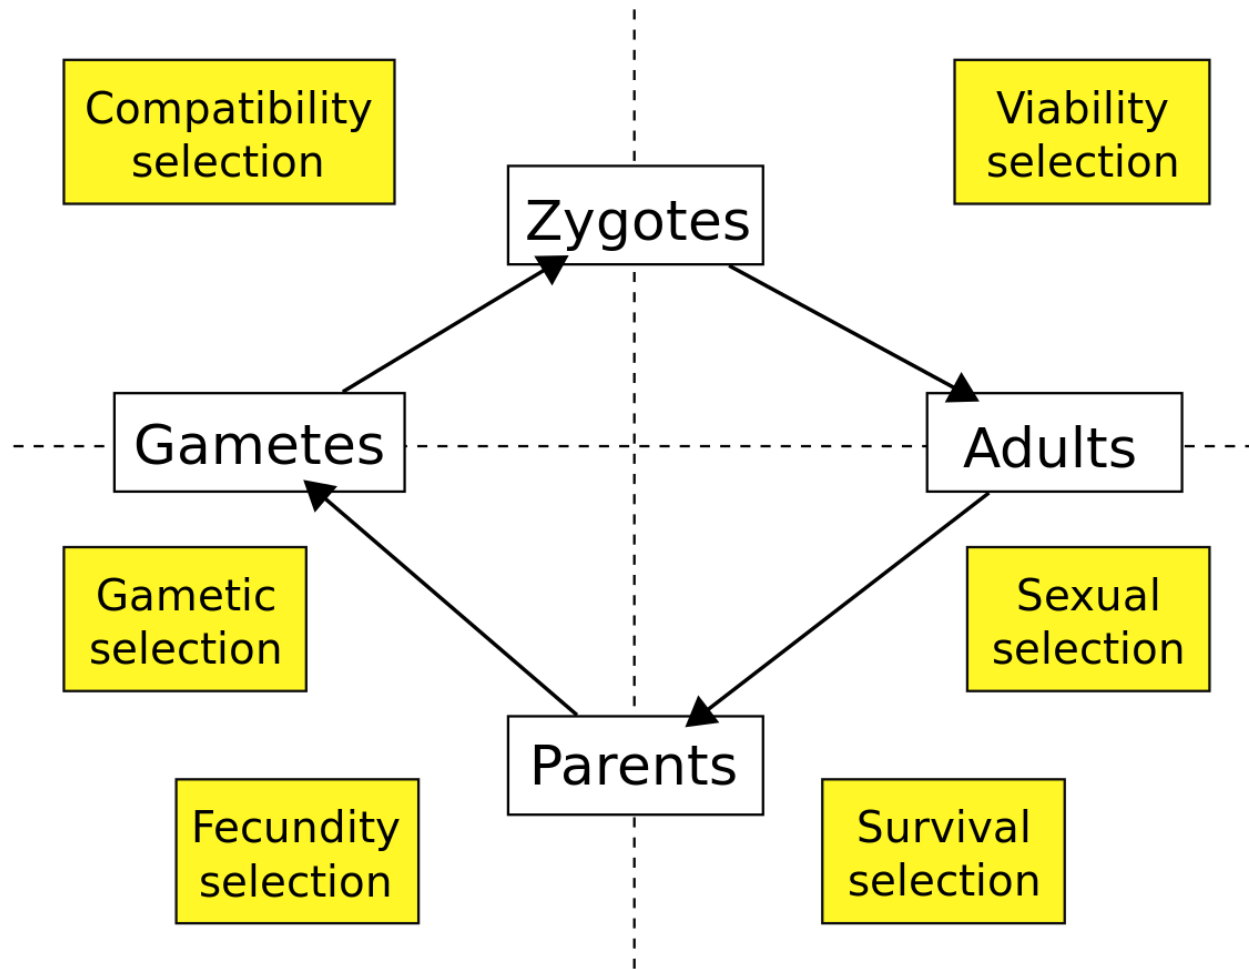 Compatibility
selection
Viability
selection
Zygotes
Gametes
Adults
Gametic
selection
Sexual
selection
Parents
Fecundity
selection
Survival
selection